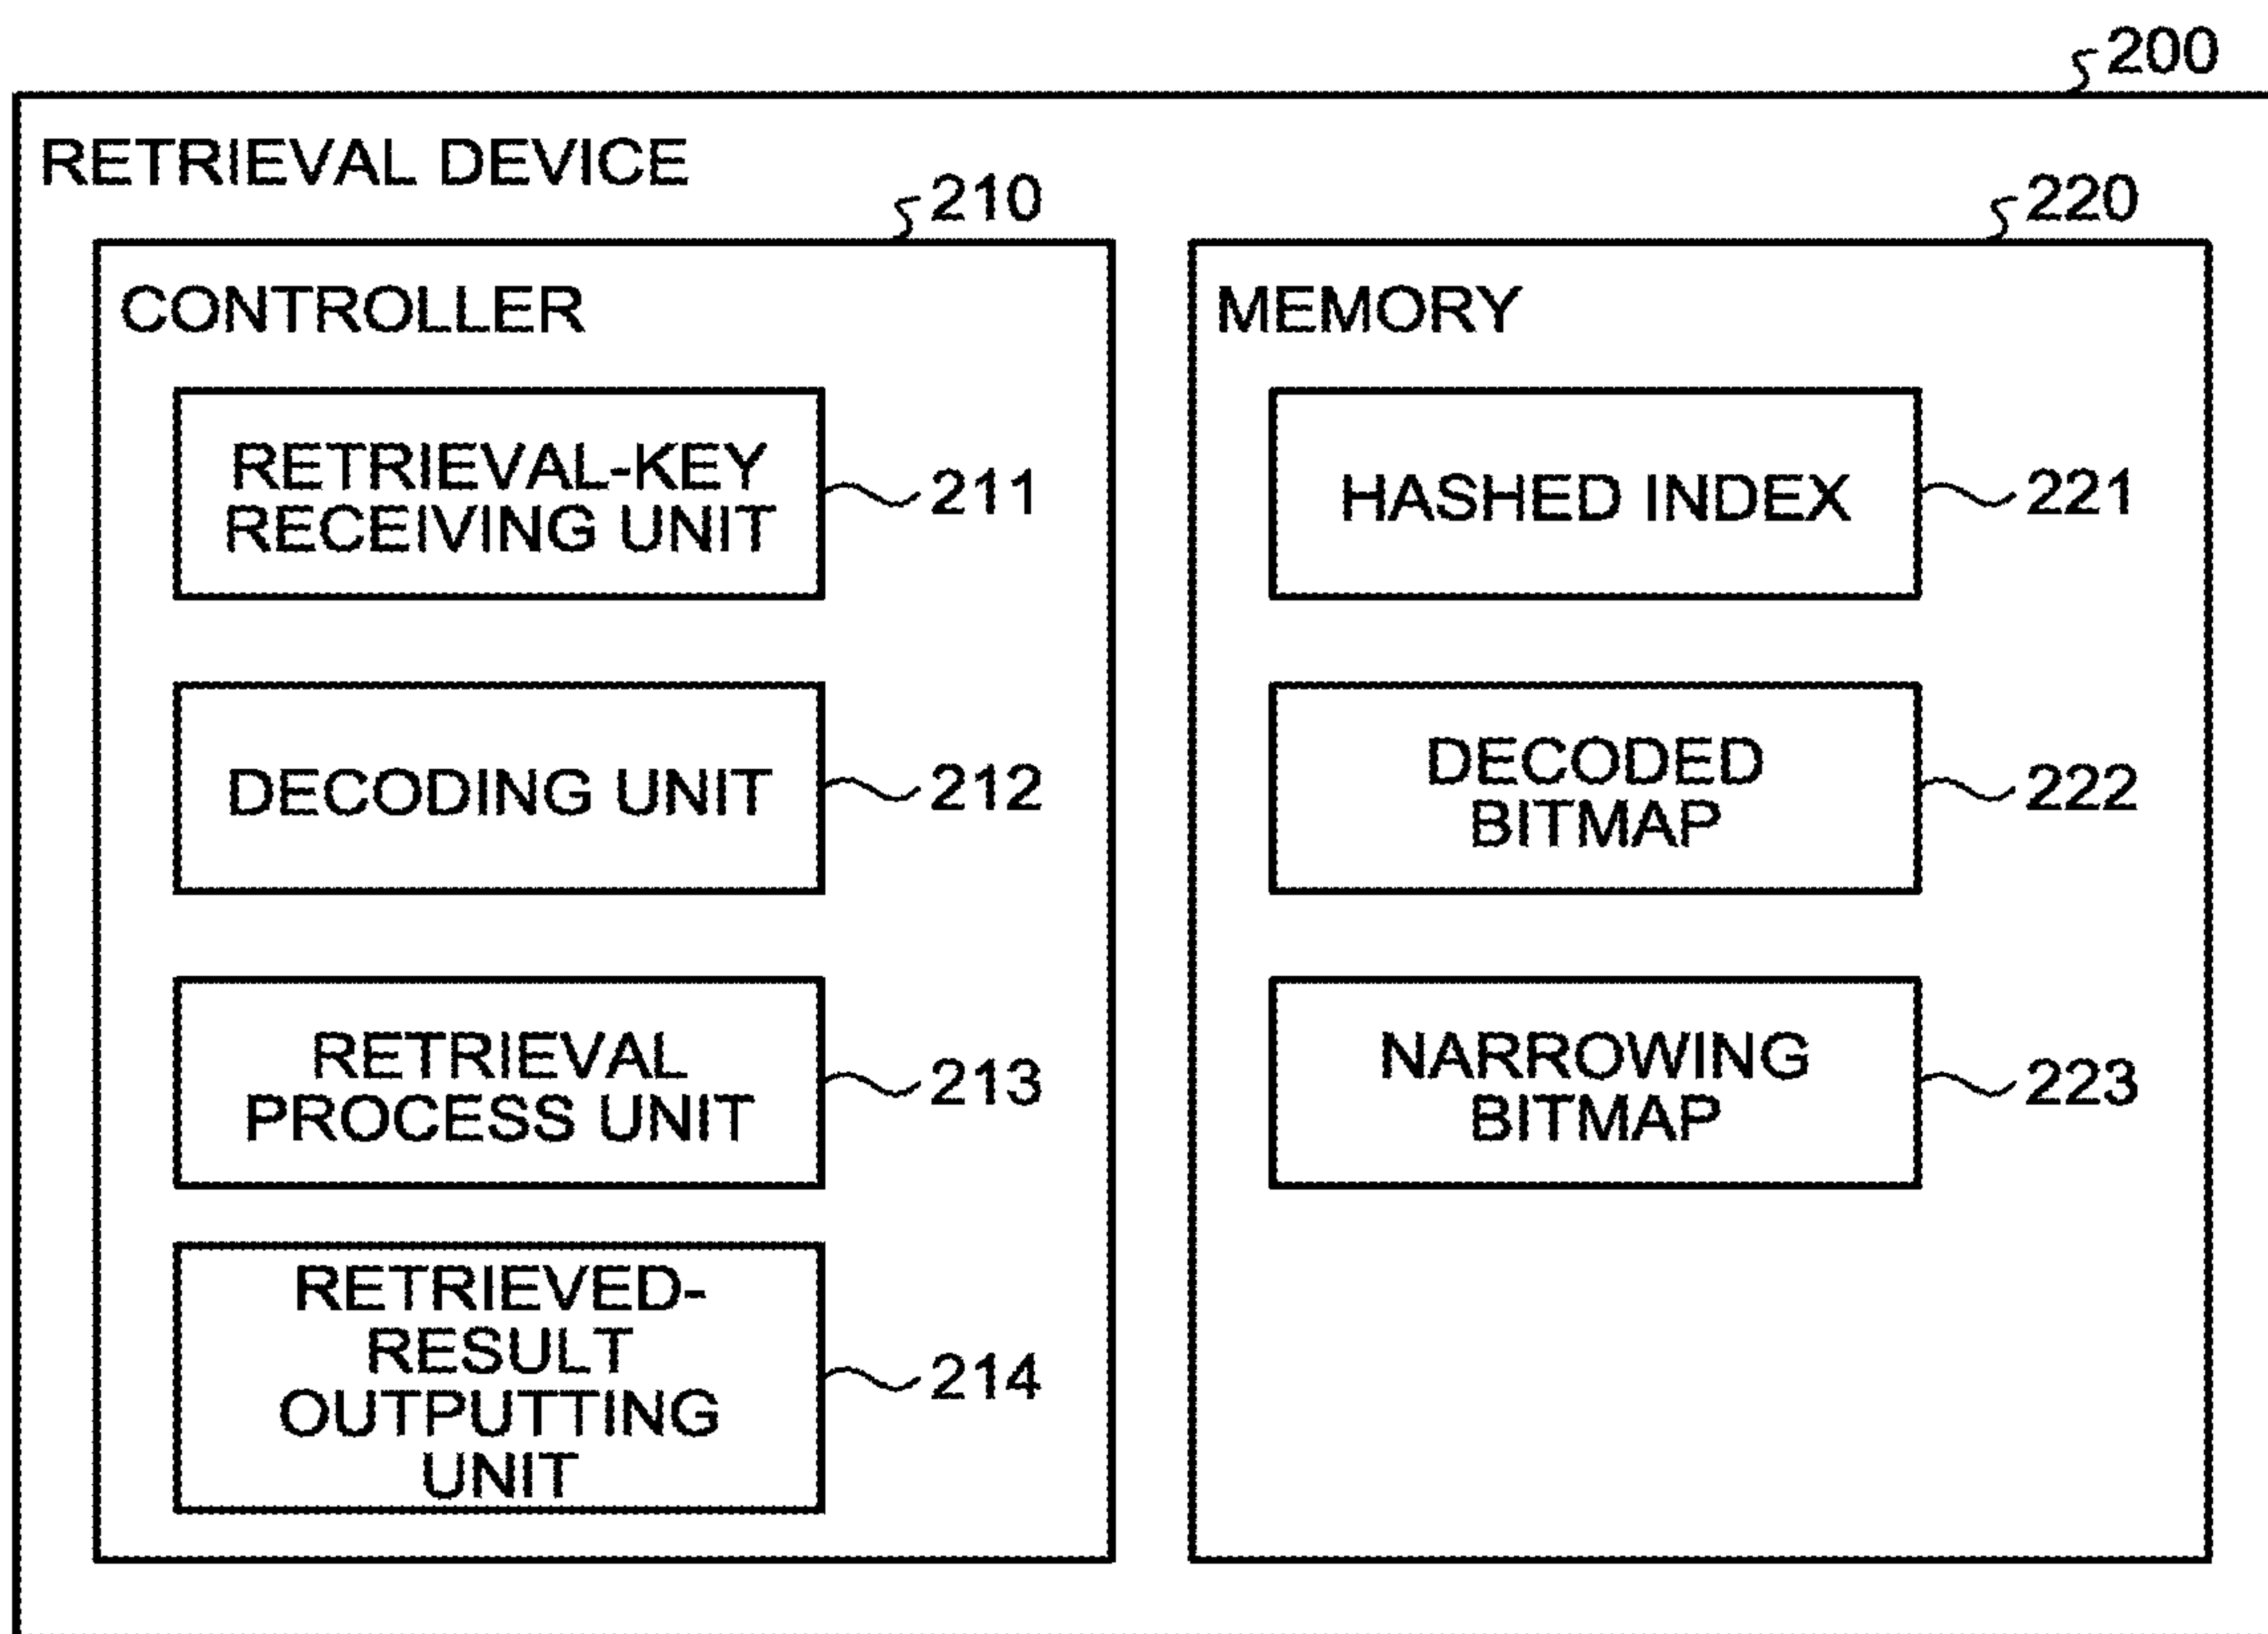 200
RETRIEVAL DEVICE
210
CONTROLLER
RETRIEVAL-KEY
RECEIVING UNIT
211
DECODING UNIT
212
RETRIEVAL
PROCESS UNIT
213
RETRIEVED-
RESULT
OUTPUTTING
UNIT
214
220
MEMORY
HASHED INDEX
221
DECODED
BITMAP
222
NARROWING
BITMAP
223